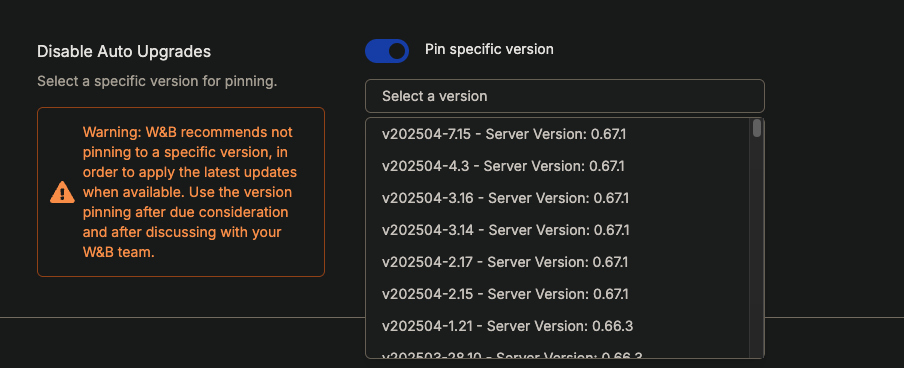 Disable Auto Upgrades
Select a specific version for pinning.
Warning: W&B recommends not
pinning to a specific version, in
order to apply the latest updates
when available. Use the version
pinning after due consideration
and after discussing with your
W&B team.
Pin specific version
Select a version
v202504-7.15 - Server Version: 0.67.1
v202504-4.3 - Server Version: 0.67.1
v202504-3.16 - Server Version: 0.67.1
v202504-3.14 - Server Version: 0.67.1
v202504-2.17 - Server Version: 0.67.1
v202504-2.15 - Server Version: 0.67.1
v202504-1.21 - Server Version: 0.66.3
v202503-28.10 - Server Version: 0.66.3